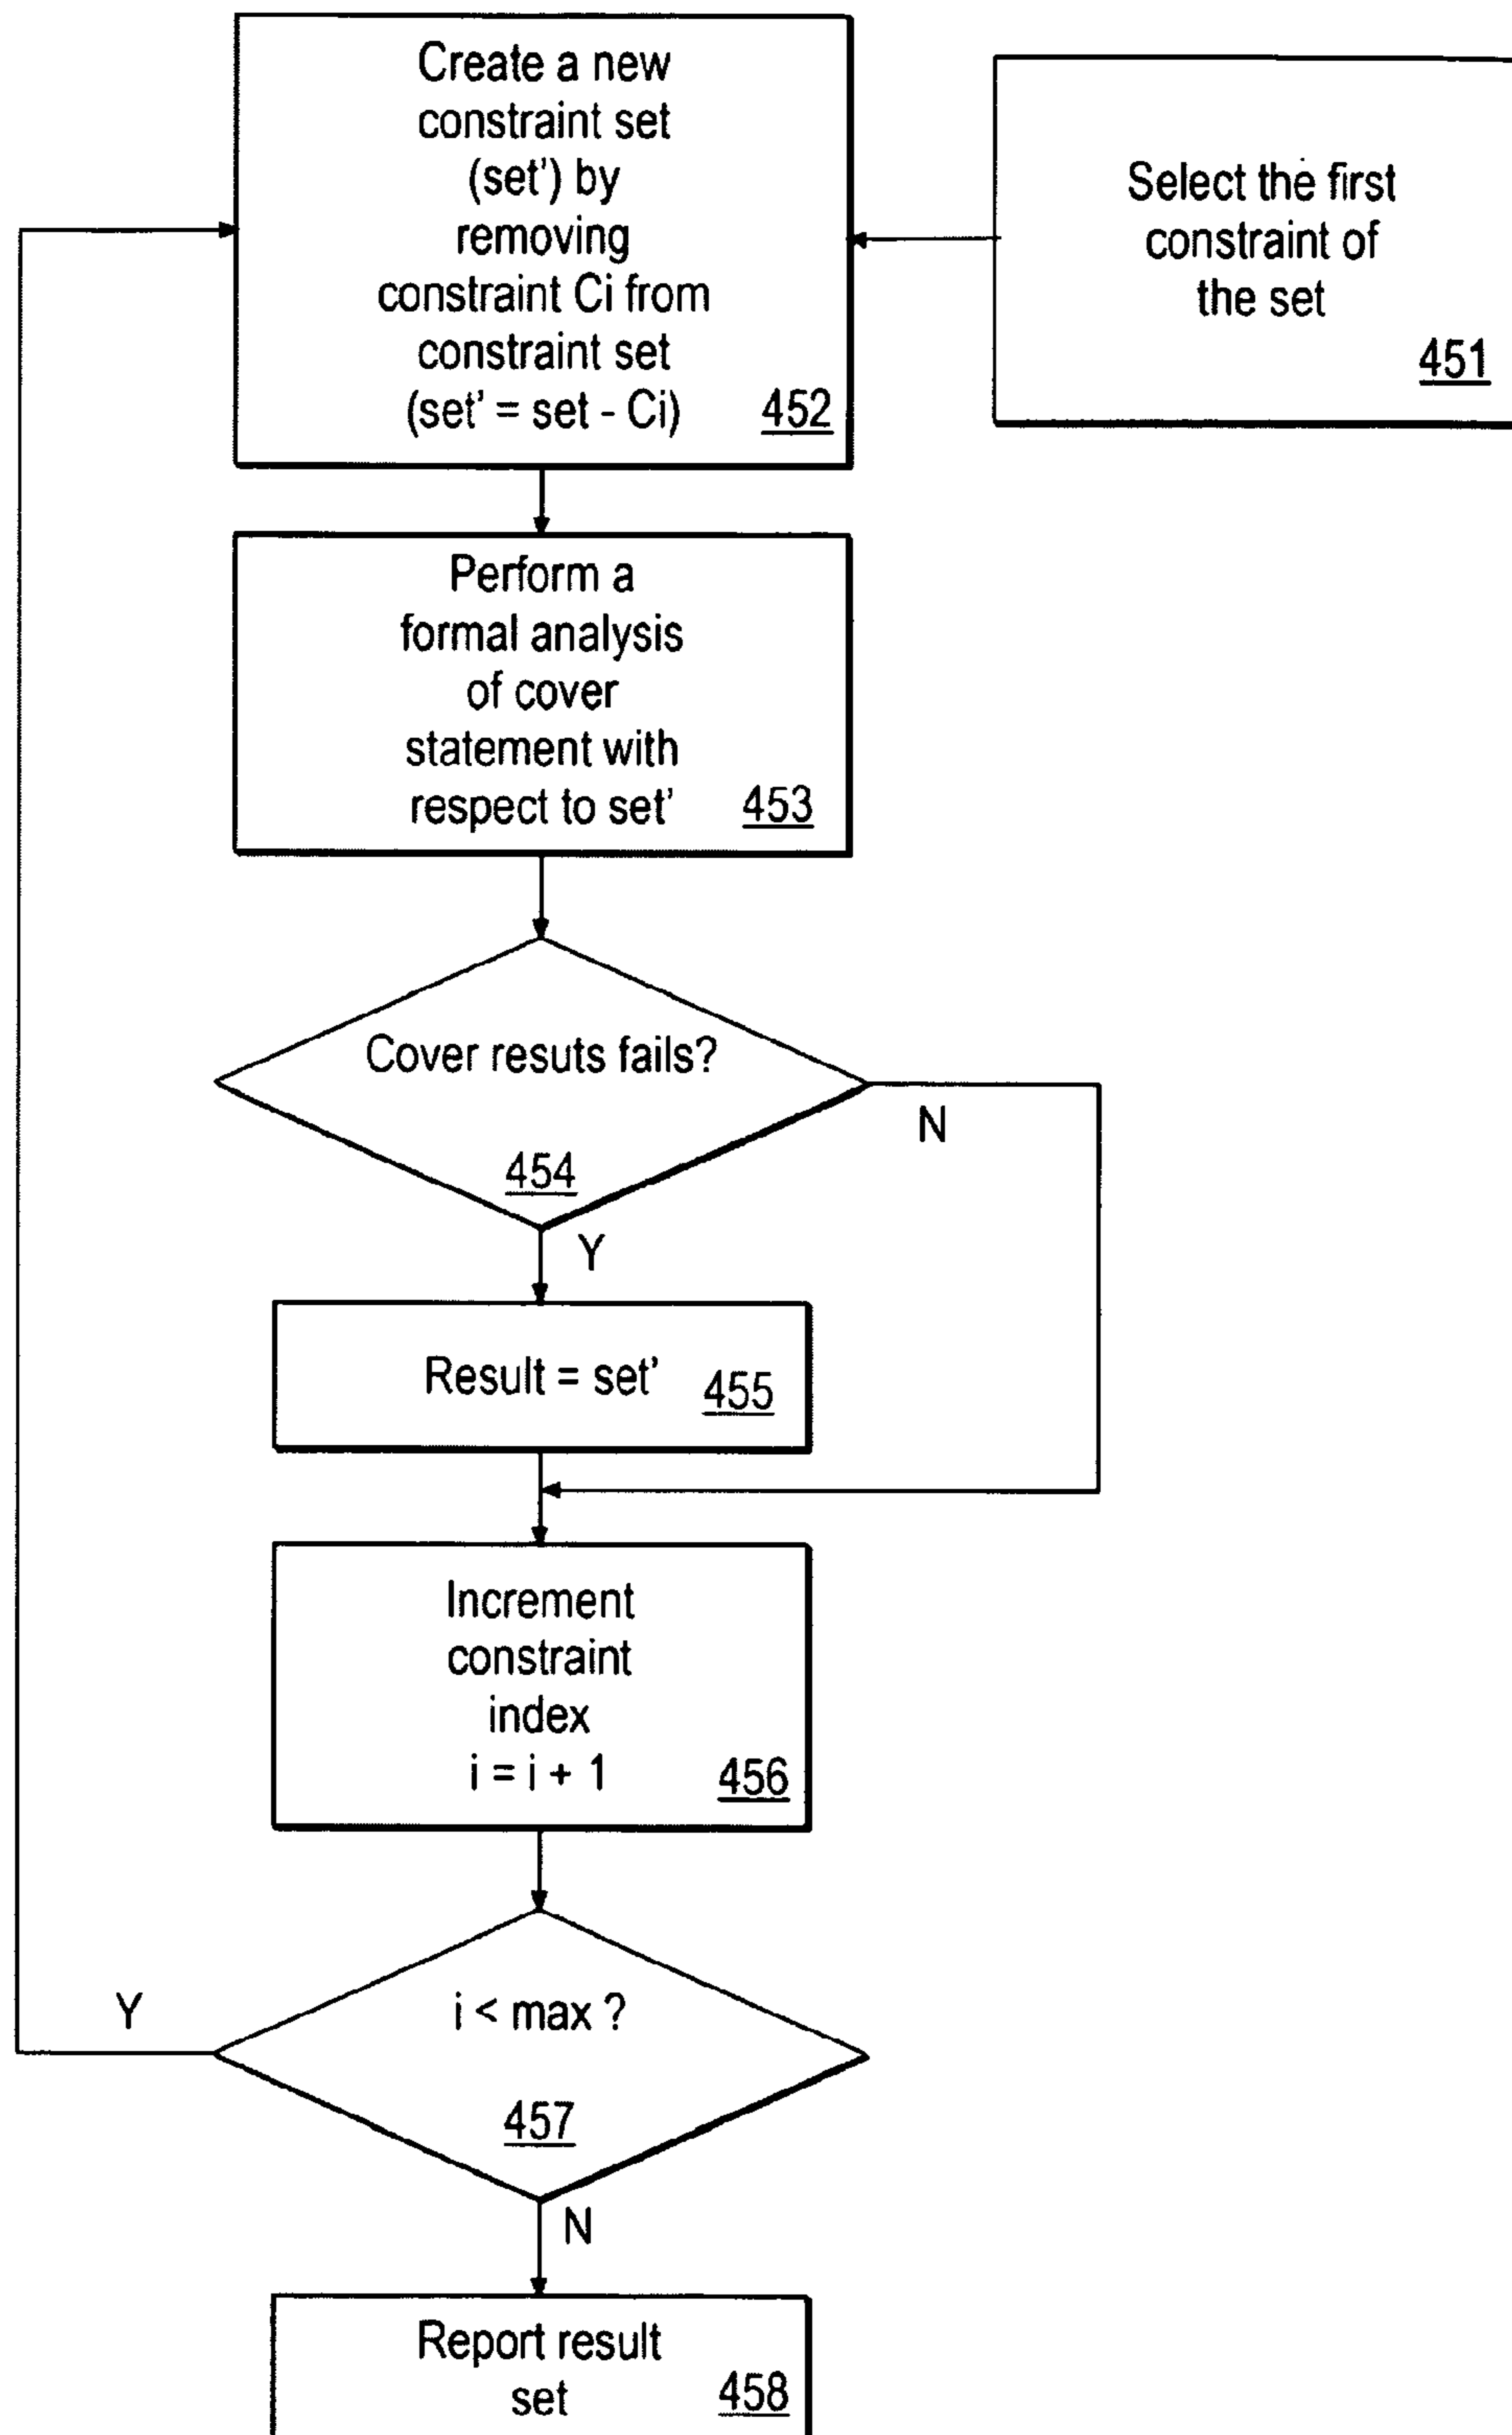 Create a new
constraint set
(set') by
removing
constraint Ci from
constraint set
(set' = set - Ci)
452
Select the first
constraint of
the set
451
Perform a
formal analysis
of cover
statement with
respect to set'
453
Cover resuts fails?
454
N
Y
Result = set'
455
Increment
constraint
index
i = i + 1
456
Y
i < max ?
457
N
Report result
set
458